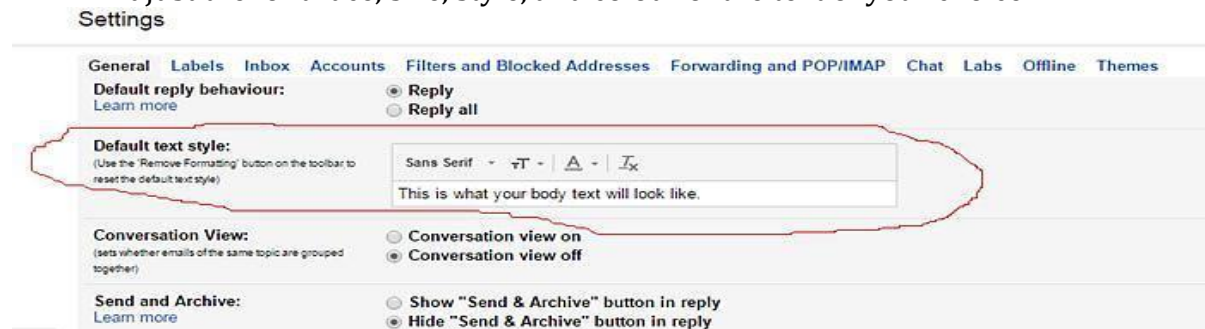 Settings
General Labels Inbox Accounts Filters and Blocked Addresses Forwarding and POP/IMAP Chat Labs Offline Themes
Default reply behaviour:
Learn more
Reply
Reply all
Default text style:
(Use the 'Remove Formatting' button on the toolbar to
reset the default text style)
Sans Serif
This is what your body text will look like.
Conversation View:
(sets whether emails of the same topic are grouped
together)
Conversation view on
Conversation view off
Send and Archive:
Learn more
Show "Send & Archive" button in reply
Hide "Send & Archive" button in reply